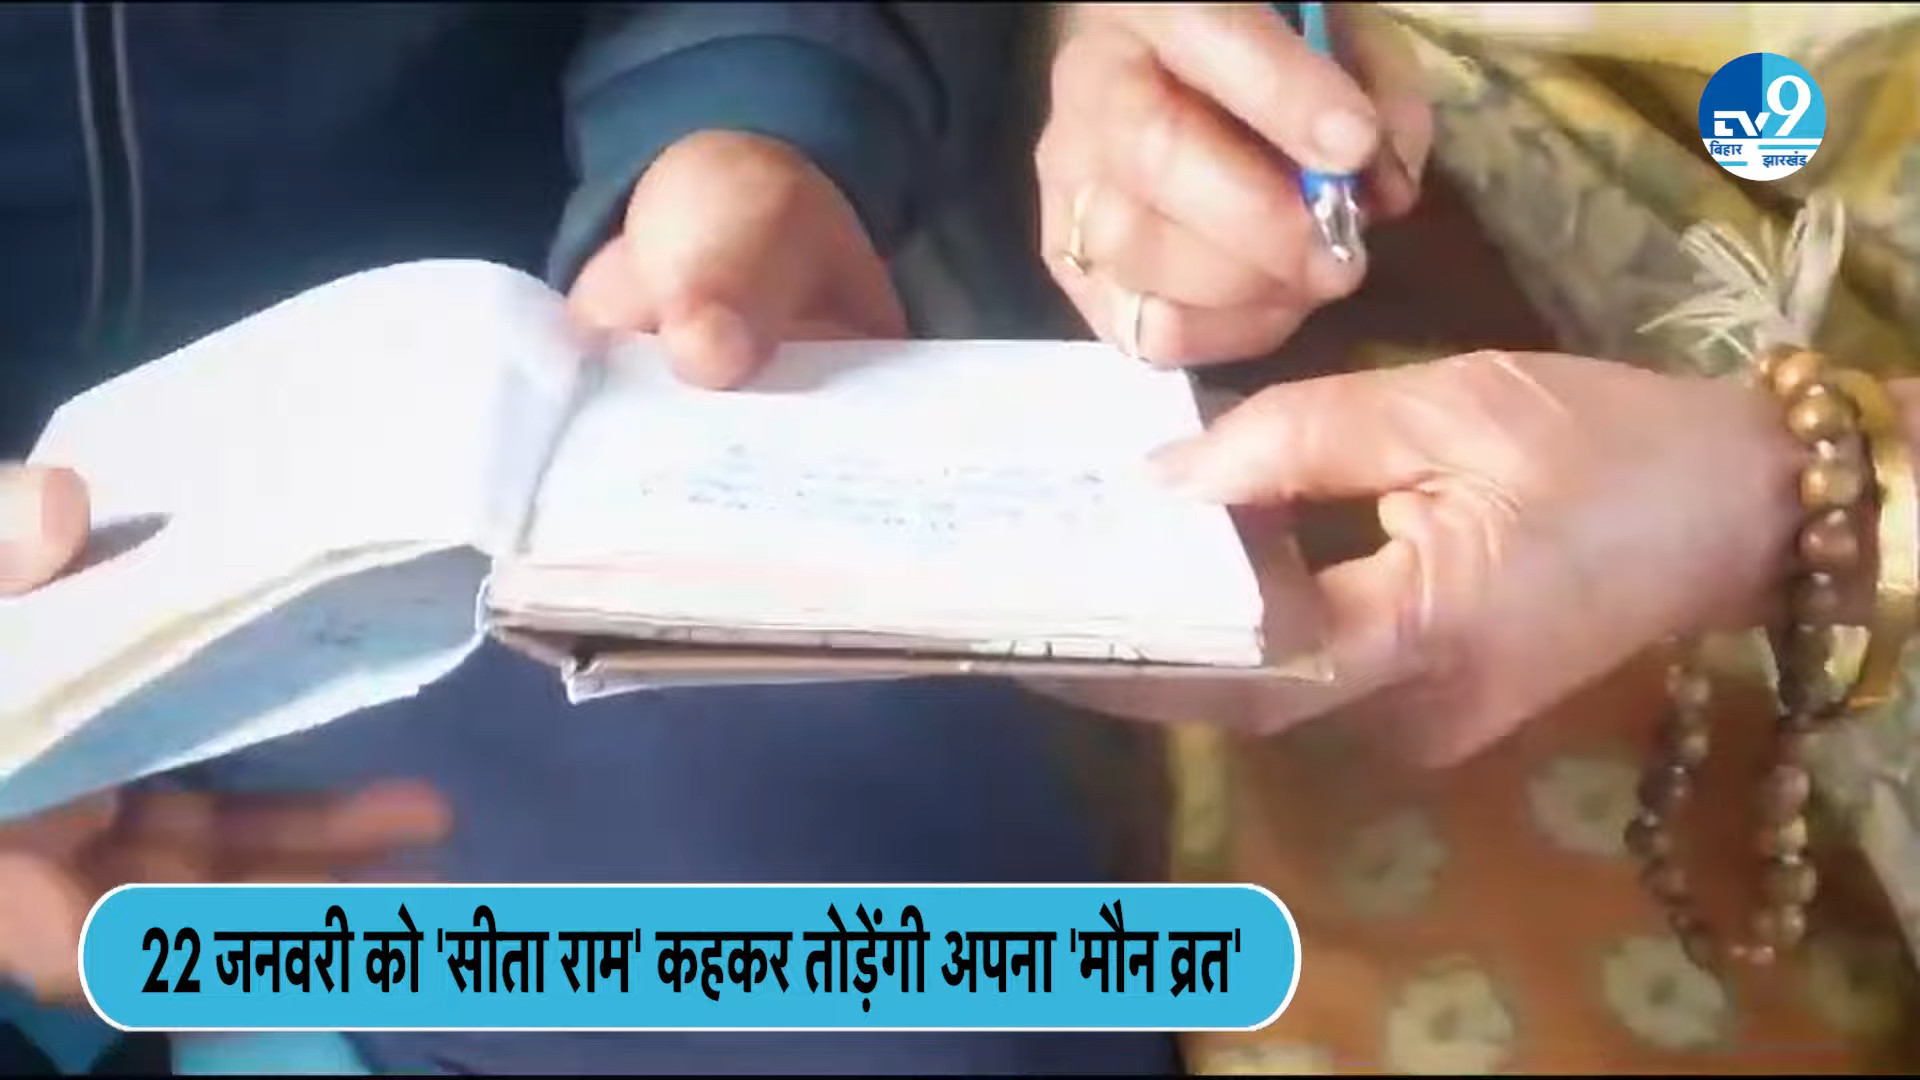 TV9
बिहार
झारखंड
22 जनवरी को 'सीता राम' कहकर तोड़ेंगी अपना 'मौन व्रत'